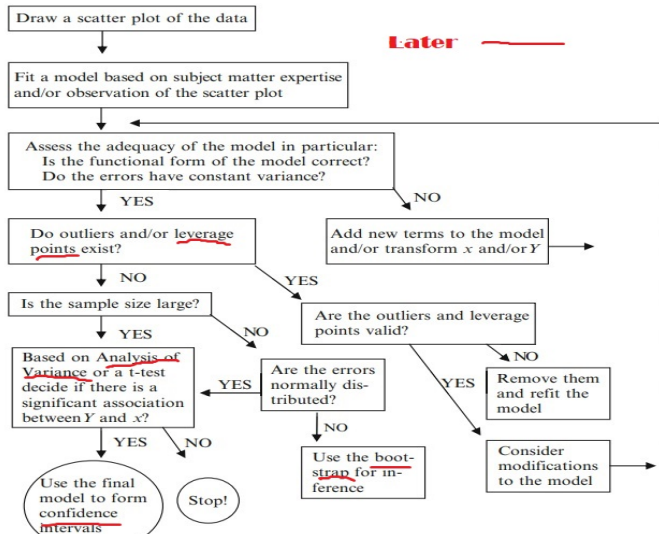 Draw a scatter plot of the data
Later
Fit a model based on subject matter expertise
and/or observation of the scatter plot
Assess the adequacy of the model in particular:
Is the functional form of the model correct?
Do the errors have constant variance?
YES
NO
Do outliers and/or leverage
points exist?
Add new terms to the model
and/or transform x and/or Y
NO
YES
Is the sample size large?
Are the outliers and leverage
points valid?
YES
NO
Based on Analysis of
Variance or a t-test
decide if there is a
significant association
between Y and x?
YES
Are the errors
normally dis-
tributed?
YES
NO
Remove them
and refit the
model
YES
NO
NO
Use the final
model to form
confidence
intervals
Stop!
Use the boot-
strap for in-
ference
Consider
modifications
to the model